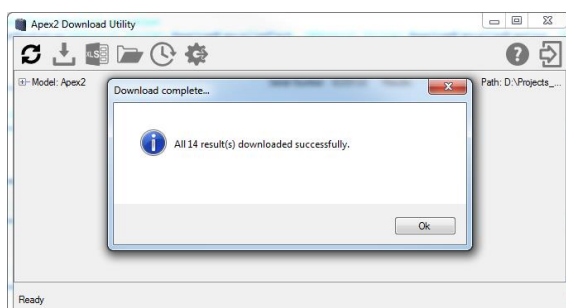 Apex2 Download Utility
XLS
Model: Apex2
Path: D:\Projects_...
Download complete...
All 14 result(s) downloaded successfully.
Ok
Ready